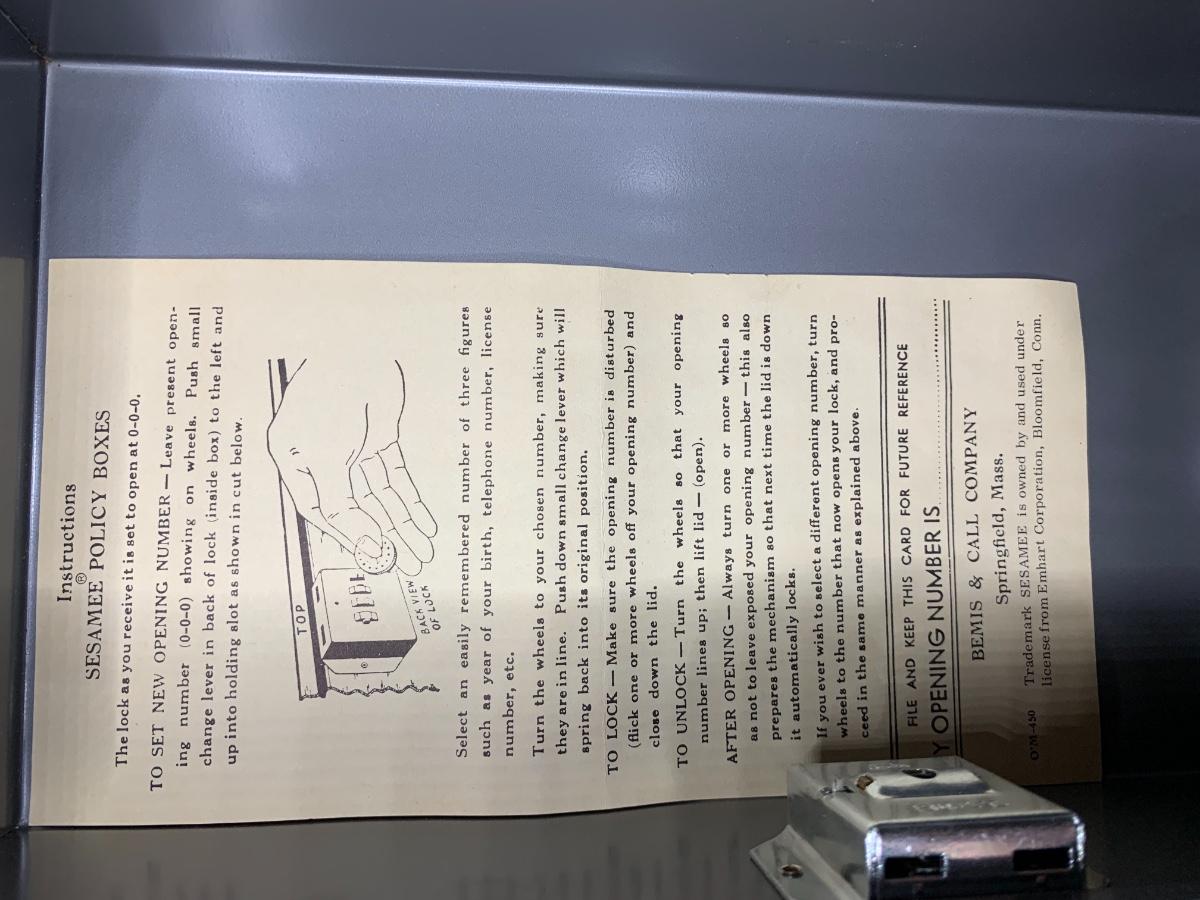 Instructions
SESAMEE® POLICY BOXES
The lock as you receive it is set to open at 0-0-0.
TO SET NEW OPENING NUMBER — Leave present open-
ing number (0-0-0) showing on wheels. Push small
change lever in back of lock (inside box) to the left and
up into holding slot as shown in cut below.
TOP
BACK VIEW
OF LOCK
Select an easily remembered number of three figures
such as year of your birth, telephone number, license
number, etc.
Turn the wheels to your chosen number, making sure
they are in line. Push down small change lever which will
spring back into its original position.
TO LOCK — Make sure the opening number is disturbed
(flick one or more wheels off your opening number) and
close down the lid.
TO UNLOCK — Turn the wheels so that your opening
number lines up; then lift lid — (open).
AFTER OPENING — Always turn one or more wheels so
as not to leave exposed your opening number — this also
prepares the mechanism so that next time the lid is down
it automatically locks.
If you ever wish to select a different opening number, turn
wheels to the number that now opens your lock, and pro-
ceed in the same manner as explained above.
FILE AND KEEP THIS CARD FOR FUTURE REFERENCE
Y OPENING NUMBER IS
BEMIS & CALL COMPANY
Springfield, Mass.
O'M-450 Trademark SESAMEE is owned by and used under
license from Emhart Corporation, Bloomfield, Conn.